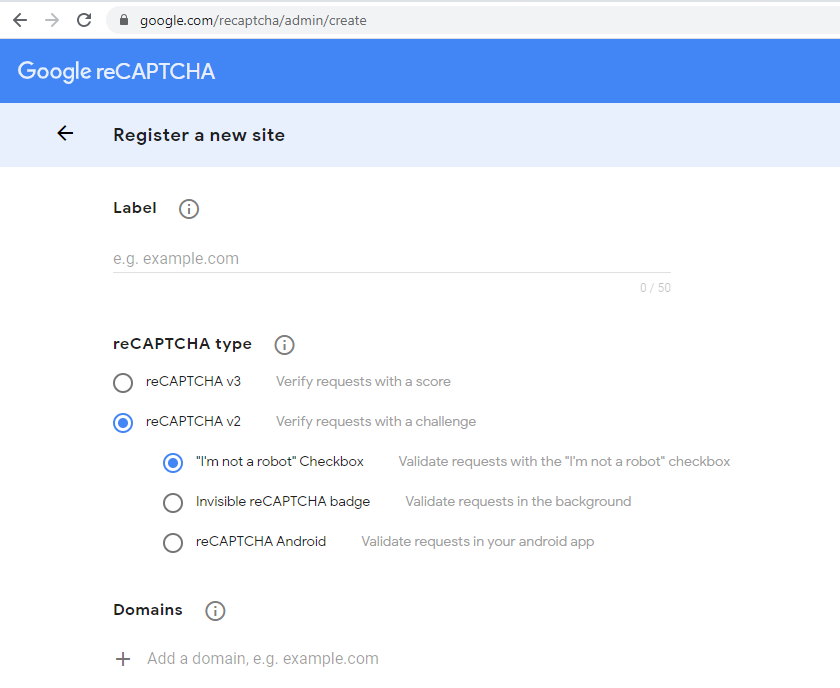 google.com/recaptcha/admin/create
Google reCAPTCHA
Register a new site
Label
e.g. example.com
0 / 50
reCAPTCHA type
reCAPTCHA v3 Verify requests with a score
reCAPTCHA v2 Verify requests with a challenge
"I'm not a robot" Checkbox Validate requests with the "I'm not a robot" checkbox
Invisible reCAPTCHA badge Validate requests in the background
reCAPTCHA Android Validate requests in your android app
Domains
Add a domain, e.g. example.com